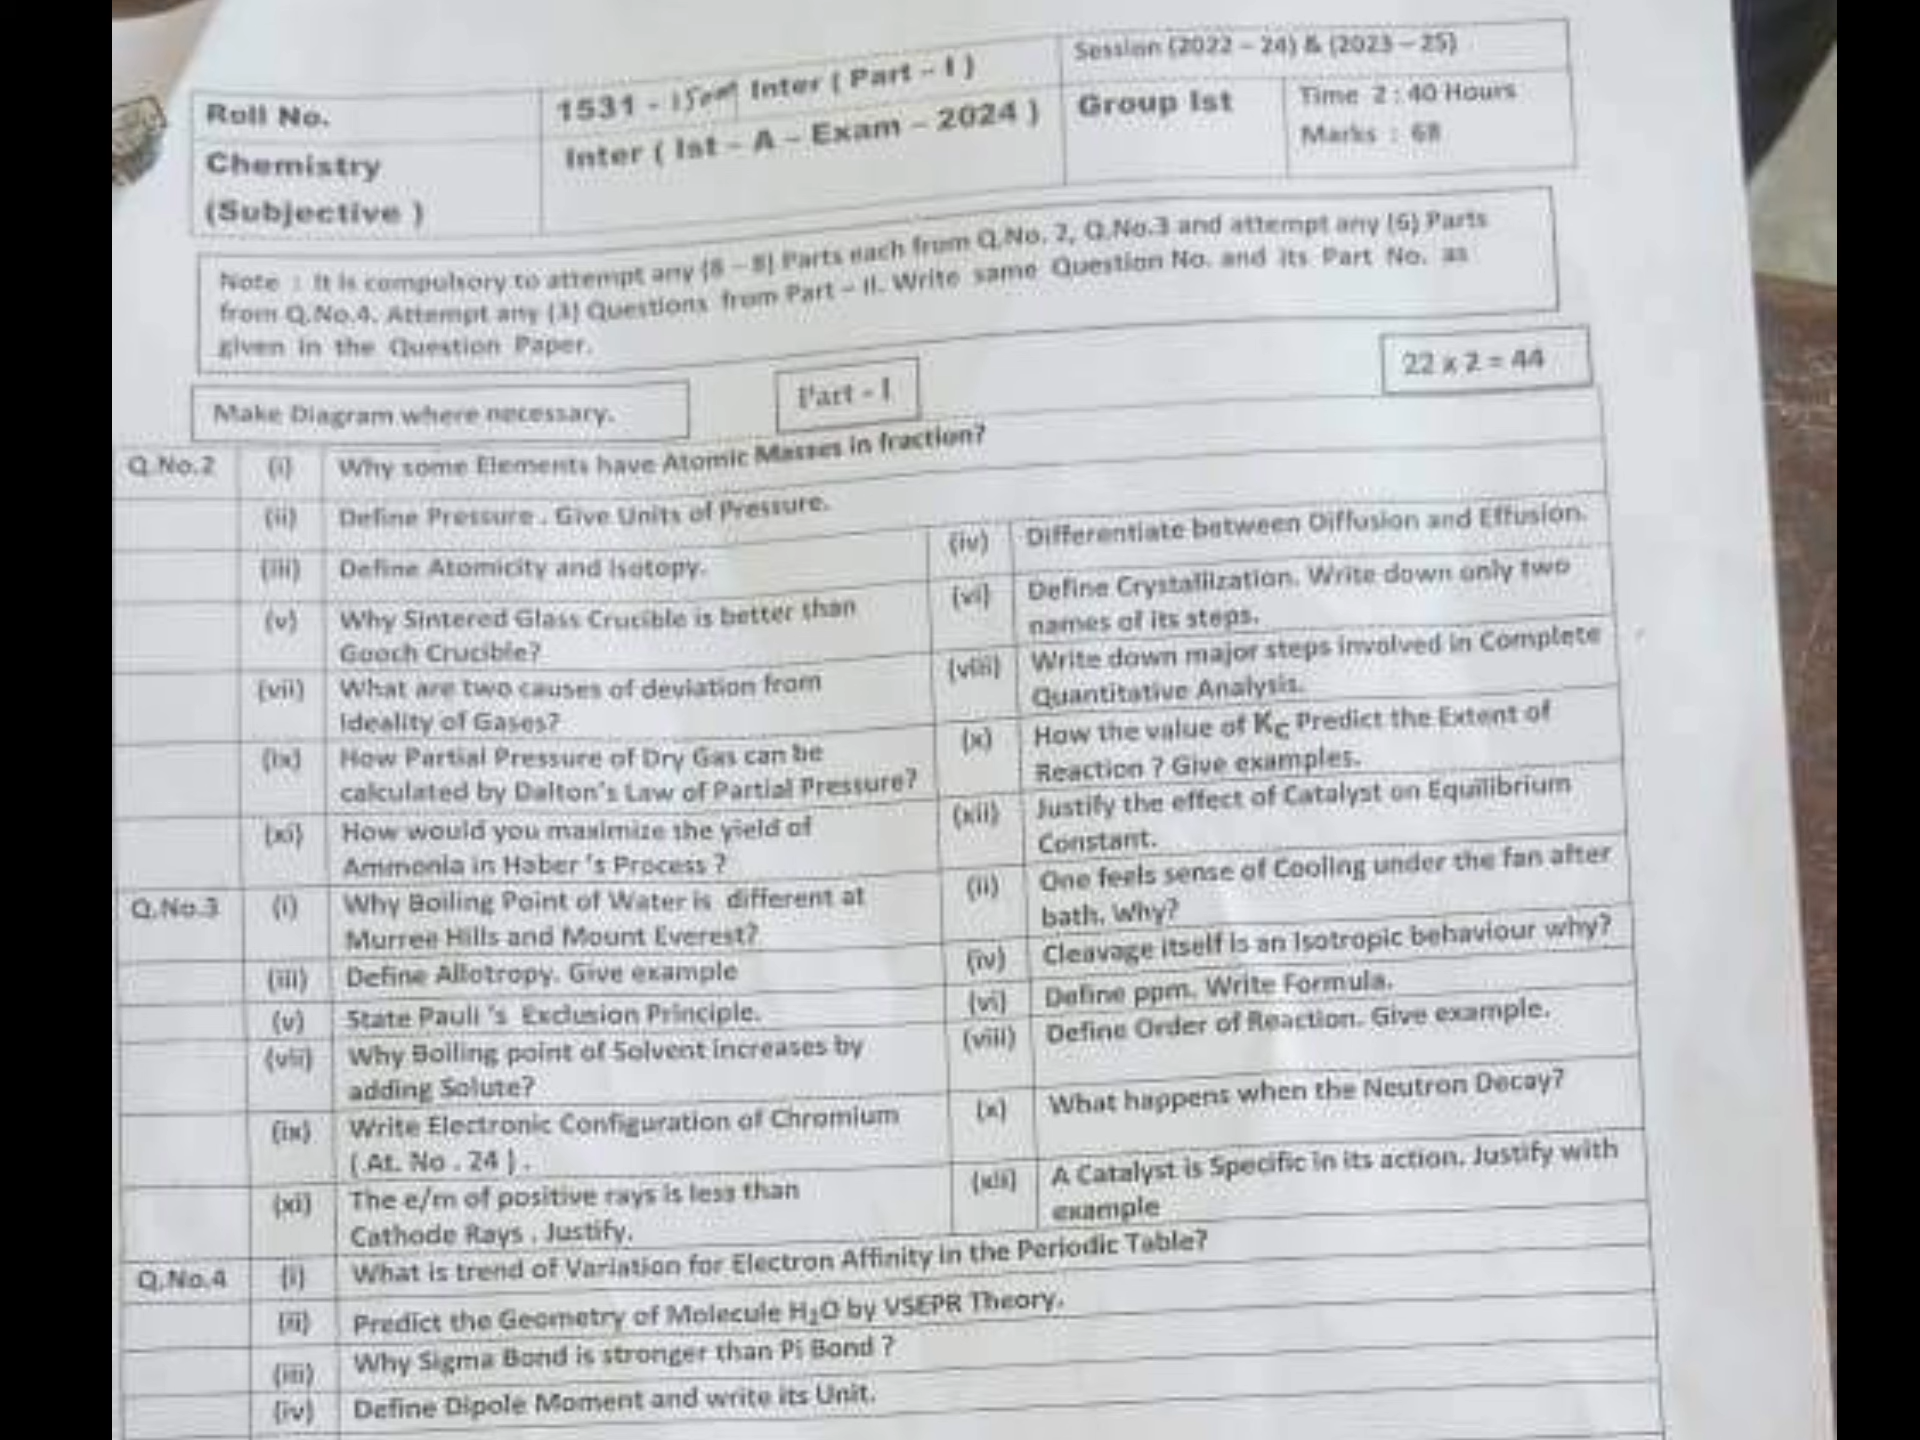 Session (2022 – 24) & (2023 – 25)
Roll No.
1531 - Inter ( Part – I )
Group Ist
Time 2 : 40 Hours
Chemistry
Inter ( Ist – A – Exam – 2024 )
Marks : 68
(Subjective )
Note : It is compulsory to attempt any (8 – 8) Parts each from Q.No. 2, Q.No.3 and attempt any (6) Parts
from Q.No.4. Attempt any (3) Questions from Part – II. Write same Question No. and its Part No. as
given in the Question Paper.
Make Diagram where necessary.
Part - I
22 x 2 = 44
Q.No.2 (i) Why some Elements have Atomic Masses in fraction?
(ii) Define Pressure . Give Units of Pressure.
(iii) Define Atomicity and Isotopy.
(iv) Differentiate between Diffusion and Effusion.
(v) Why Sintered Glass Crucible is better than
Gooch Crucible?
(vi) Define Crystallization. Write down only two
names of its steps.
(vii) What are two causes of deviation from
Ideality of Gases?
(viii) Write down major steps involved in Complete
Quantitative Analysis.
(ix) How Partial Pressure of Dry Gas can be
calculated by Dalton's Law of Partial Pressure?
(x) How the value of KC Predict the Extent of
Reaction ? Give examples.
(xi) How would you maximize the yield of
Ammonia in Haber 's Process ?
(xii) Justify the effect of Catalyst on Equilibrium
Constant.
Q.No.3 (i) Why Boiling Point of Water is different at
Murree Hills and Mount Everest?
(ii) One feels sense of Cooling under the fan after
bath. Why?
(iii) Define Allotropy. Give example
(iv) Cleavage itself is an Isotropic behaviour why?
(v) State Pauli 's Exclusion Principle.
(vi) Define ppm. Write Formula.
(vii) Why Boiling point of Solvent increases by
adding Solute?
(viii) Define Order of Reaction. Give example.
(ix) Write Electronic Configuration of Chromium
( At. No . 24 ) .
(x) What happens when the Neutron Decay?
(xi) The e/m of positive rays is less than
Cathode Rays . Justify.
(xii) A Catalyst is Specific in its action. Justify with
example
Q.No.4 (i) What is trend of Variation for Electron Affinity in the Periodic Table?
(ii) Predict the Geometry of Molecule H₂O by VSEPR Theory.
(iii) Why Sigma Bond is stronger than Pi Bond ?
(iv) Define Dipole Moment and write its Unit.